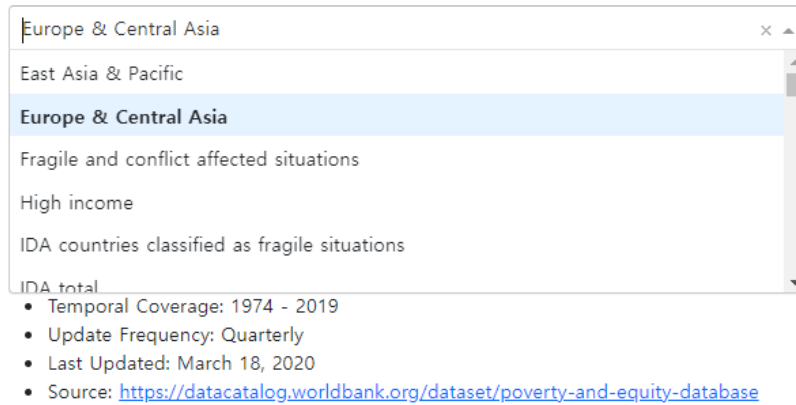 Europe & Central Asia
East Asia & Pacific
Europe & Central Asia
Fragile and conflict affected situations
High income
IDA countries classified as fragile situations
IDA total
Temporal Coverage: 1974 - 2019
Update Frequency: Quarterly
Last Updated: March 18, 2020
Source: https://datacatalog.worldbank.org/dataset/poverty-and-equity-database